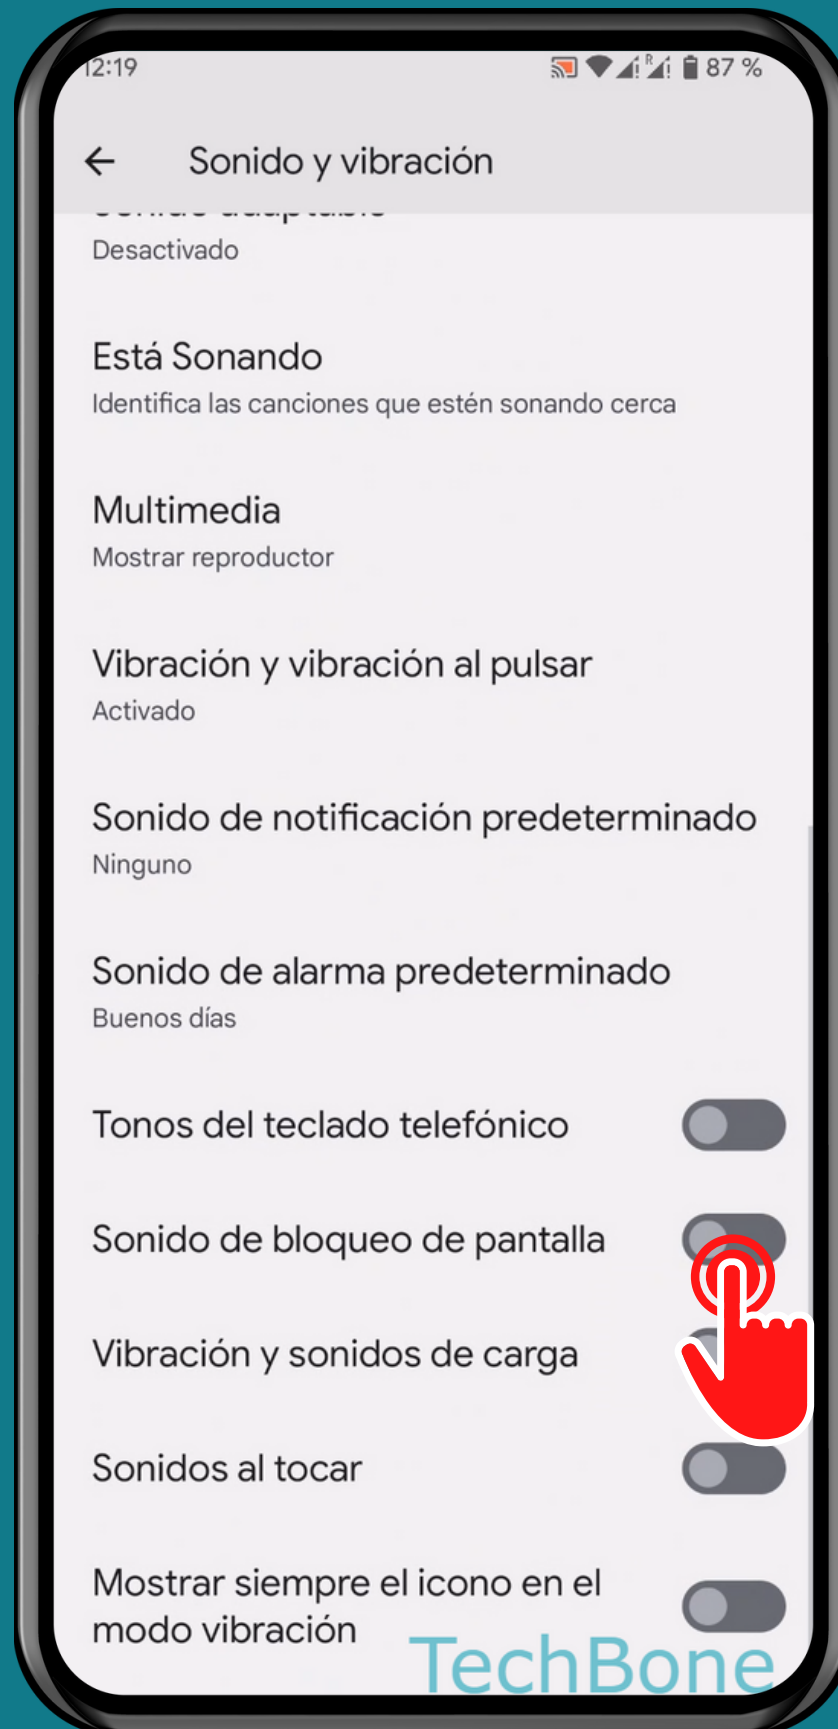 12:19
R
87 %
Sonido y vibración
Sonido adaptable
Desactivado
Está Sonando
Identifica las canciones que estén sonando cerca
Multimedia
Mostrar reproductor
Vibración y vibración al pulsar
Activado
Sonido de notificación predeterminado
Ninguno
Sonido de alarma predeterminado
Buenos días
Tonos del teclado telefónico
Sonido de bloqueo de pantalla
Vibración y sonidos de carga
Sonidos al tocar
Mostrar siempre el icono en el
modo vibración
TechBone